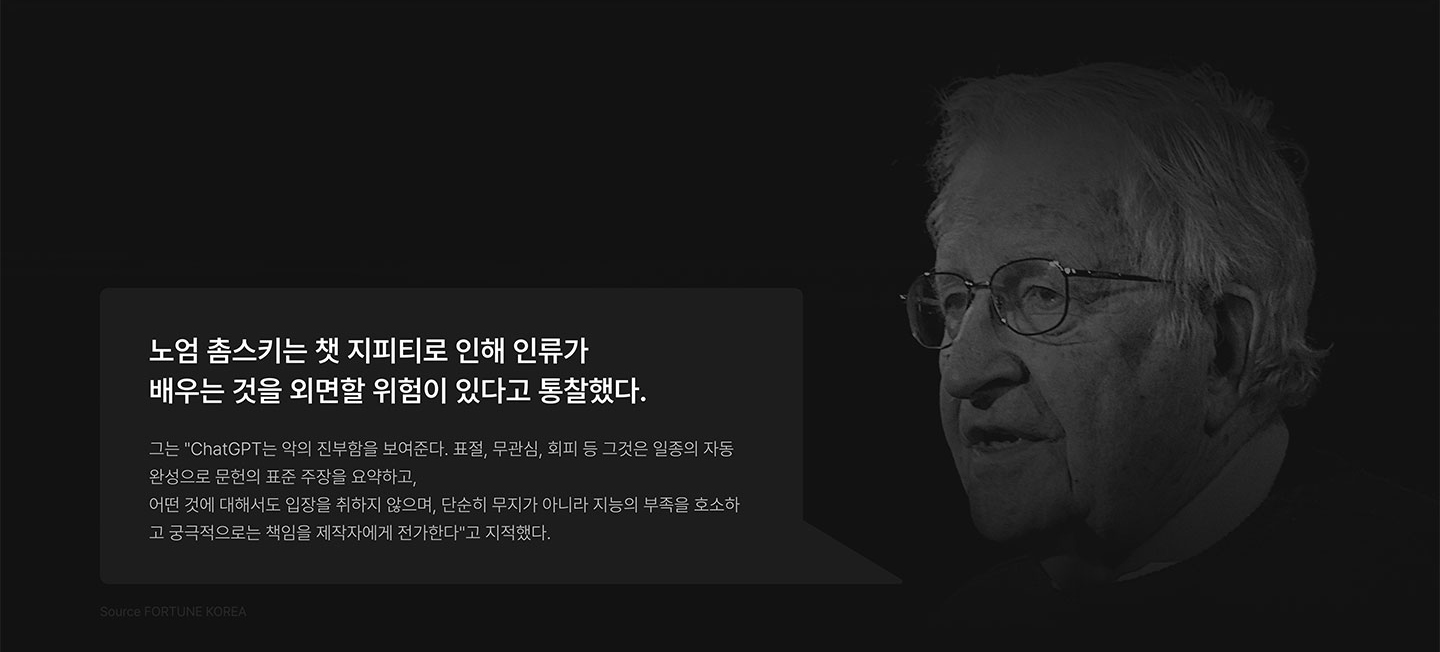 노엄 촘스키는 챗 지피티로 인해 인류가
배우는 것을 외면할 위험이 있다고 통찰했다.
그는 "ChatGPT는 악의 진부함을 보여준다. 표절, 무관심, 회피 등 그것은 일종의 자동
완성으로 문헌의 표준 주장을 요약하고,
어떤 것에 대해서도 입장을 취하지 않으며, 단순히 무지가 아니라 지능의 부족을 호소하
고 궁극적으로는 책임을 제작자에게 전가한다"고 지적했다.
Source FORTUNE KOREA